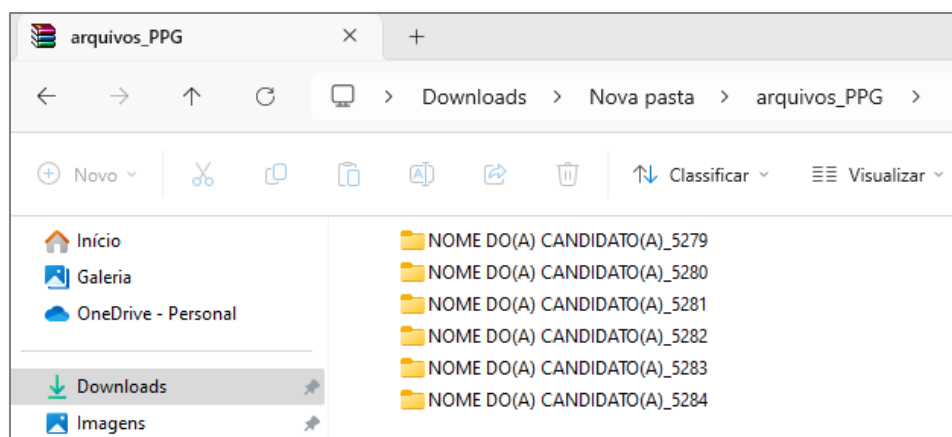 arquivos_PPG
Downloads > Nova pasta > arquivos_PPG >
Novo Classificar Visualizar
Início
Galeria
OneDrive - Personal
Downloads
Imagens
NOME DO(A) CANDIDATO(A)_5279
NOME DO(A) CANDIDATO(A)_5280
NOME DO(A) CANDIDATO(A)_5281
NOME DO(A) CANDIDATO(A)_5282
NOME DO(A) CANDIDATO(A)_5283
NOME DO(A) CANDIDATO(A)_5284